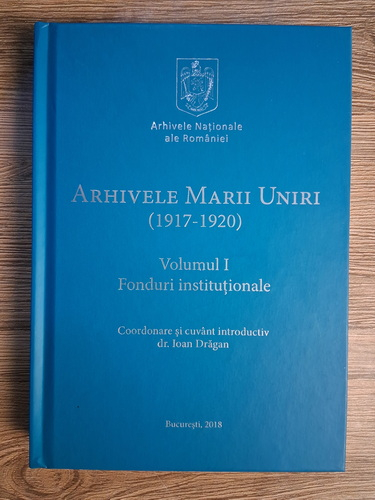 Arhivele Naționale
ale României
ARHIVELE MARII UNIRI
(1917-1920)
Volumul I
Fonduri instituționale
Coordonare și cuvânt introductiv
dr. Ioan Drăgan
București, 2018